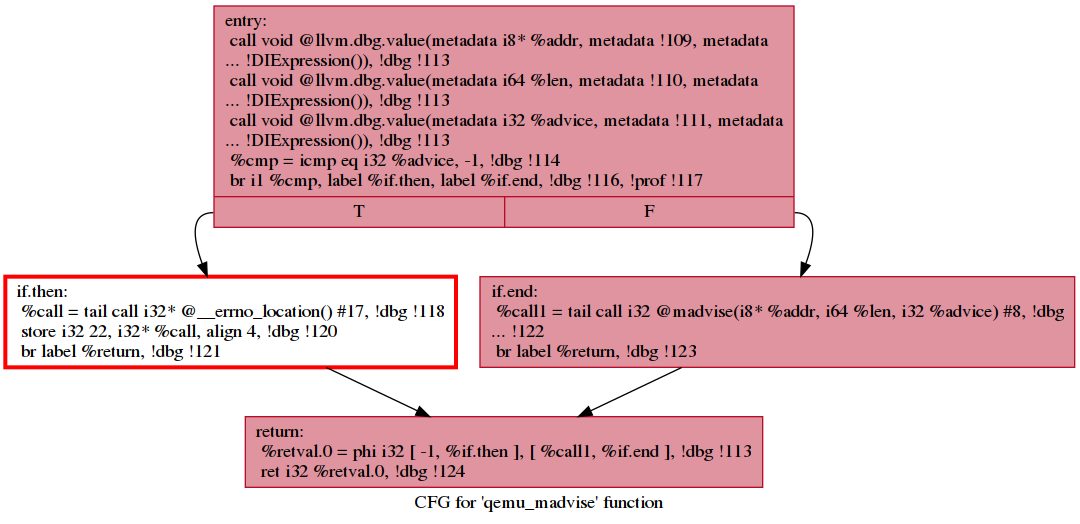 entry:
call void @llvm.dbg.value(metadata i8* %addr, metadata !109, metadata
... !DIExpression()), !dbg !113
call void @llvm.dbg.value(metadata i64 %len, metadata !110, metadata
... !DIExpression()), !dbg !113
call void @llvm.dbg.value(metadata i32 %advice, metadata !111, metadata
... !DIExpression()), !dbg !113
%cmp = icmp eq i32 %advice, -1, !dbg !114
br i1 %cmp, label %if.then, label %if.end, !dbg !116, !prof !117
T
F
if.then:
%call = tail call i32* @__errno_location() #17, !dbg !118
store i32 22, i32* %call, align 4, !dbg !120
br label %return, !dbg !121
if.end:
%call1 = tail call i32 @madvise(i8* %addr, i64 %len, i32 %advice) #8, !dbg
... !122
br label %return, !dbg !123
return:
%retval.0 = phi i32 [ -1, %if.then ], [ %call1, %if.end ], !dbg !113
ret i32 %retval.0, !dbg !124
CFG for 'qemu_madvise' function